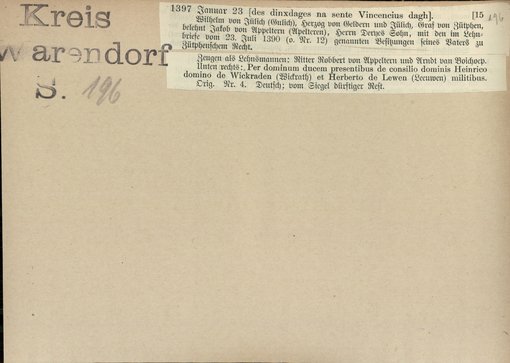 Kreis
Warendorf
S. 196
1397 Januar 23 [des dinxdages na sente Vincencius dagh]. [15
196
Wilhelm von Jülich (Gulich), Herzog von Geldern und Jülich, Graf von Zütphen,
belehnt Jakob von Appeltern (Apelteren), Herrn Deryes Sohn, mit den im Lehn-
briefe vom 23. Juli 1390 (o. Nr. 12) genannten Besitzungen seines Vaters zu
Zütphenschem Recht.
Zeugen als Lehnsmannen: Ritter Robbert von Appeltern und Arndt van Boichoep.
Unten rechts: Per dominum ducem presentibus de consilio dominis Heinrico
domino de Wickraden (Wickrath) et Herberto de Lewen (Leeuwen) militibus.
Orig. Nr. 4. Deutsch; vom Siegel dürftiger Rest.